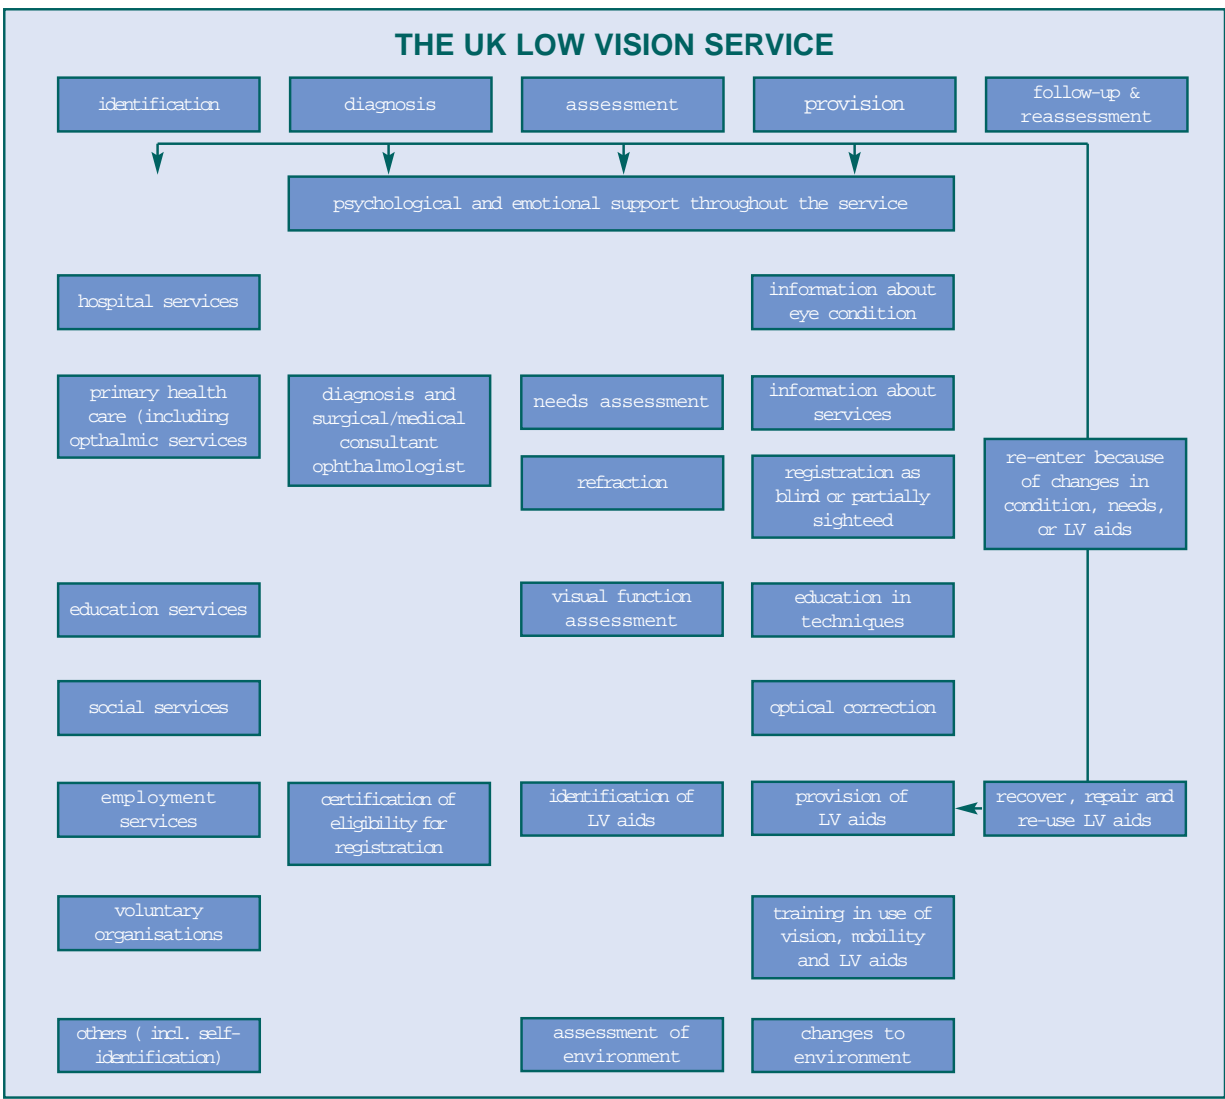 THE UK LOW VISION SERVICE
identification
diagnosis
assessment
provision
follow-up &
reassessment
psychological and emotional support throughout the service
hospital services
information about
eye condition
primary health
care (including
opthalmic services
diagnosis and
surgical/medical
consultant
ophthalmologist
needs assessment
information about
services
refraction
registration as
blind or partially
sighteed
re-enter because
of changes in
condition, needs,
or LV aids
education services
visual function
assessment
education in
techniques
social services
optical correction
employment
services
certification of
eligibility for
registration
identification of
LV aids
provision of
LV aids
recover, repair and
re-use LV aids
voluntary
organisations
training in use of
vision, mobility
and LV aids
others ( incl. self-
identification)
assessment of
environment
changes to
environment